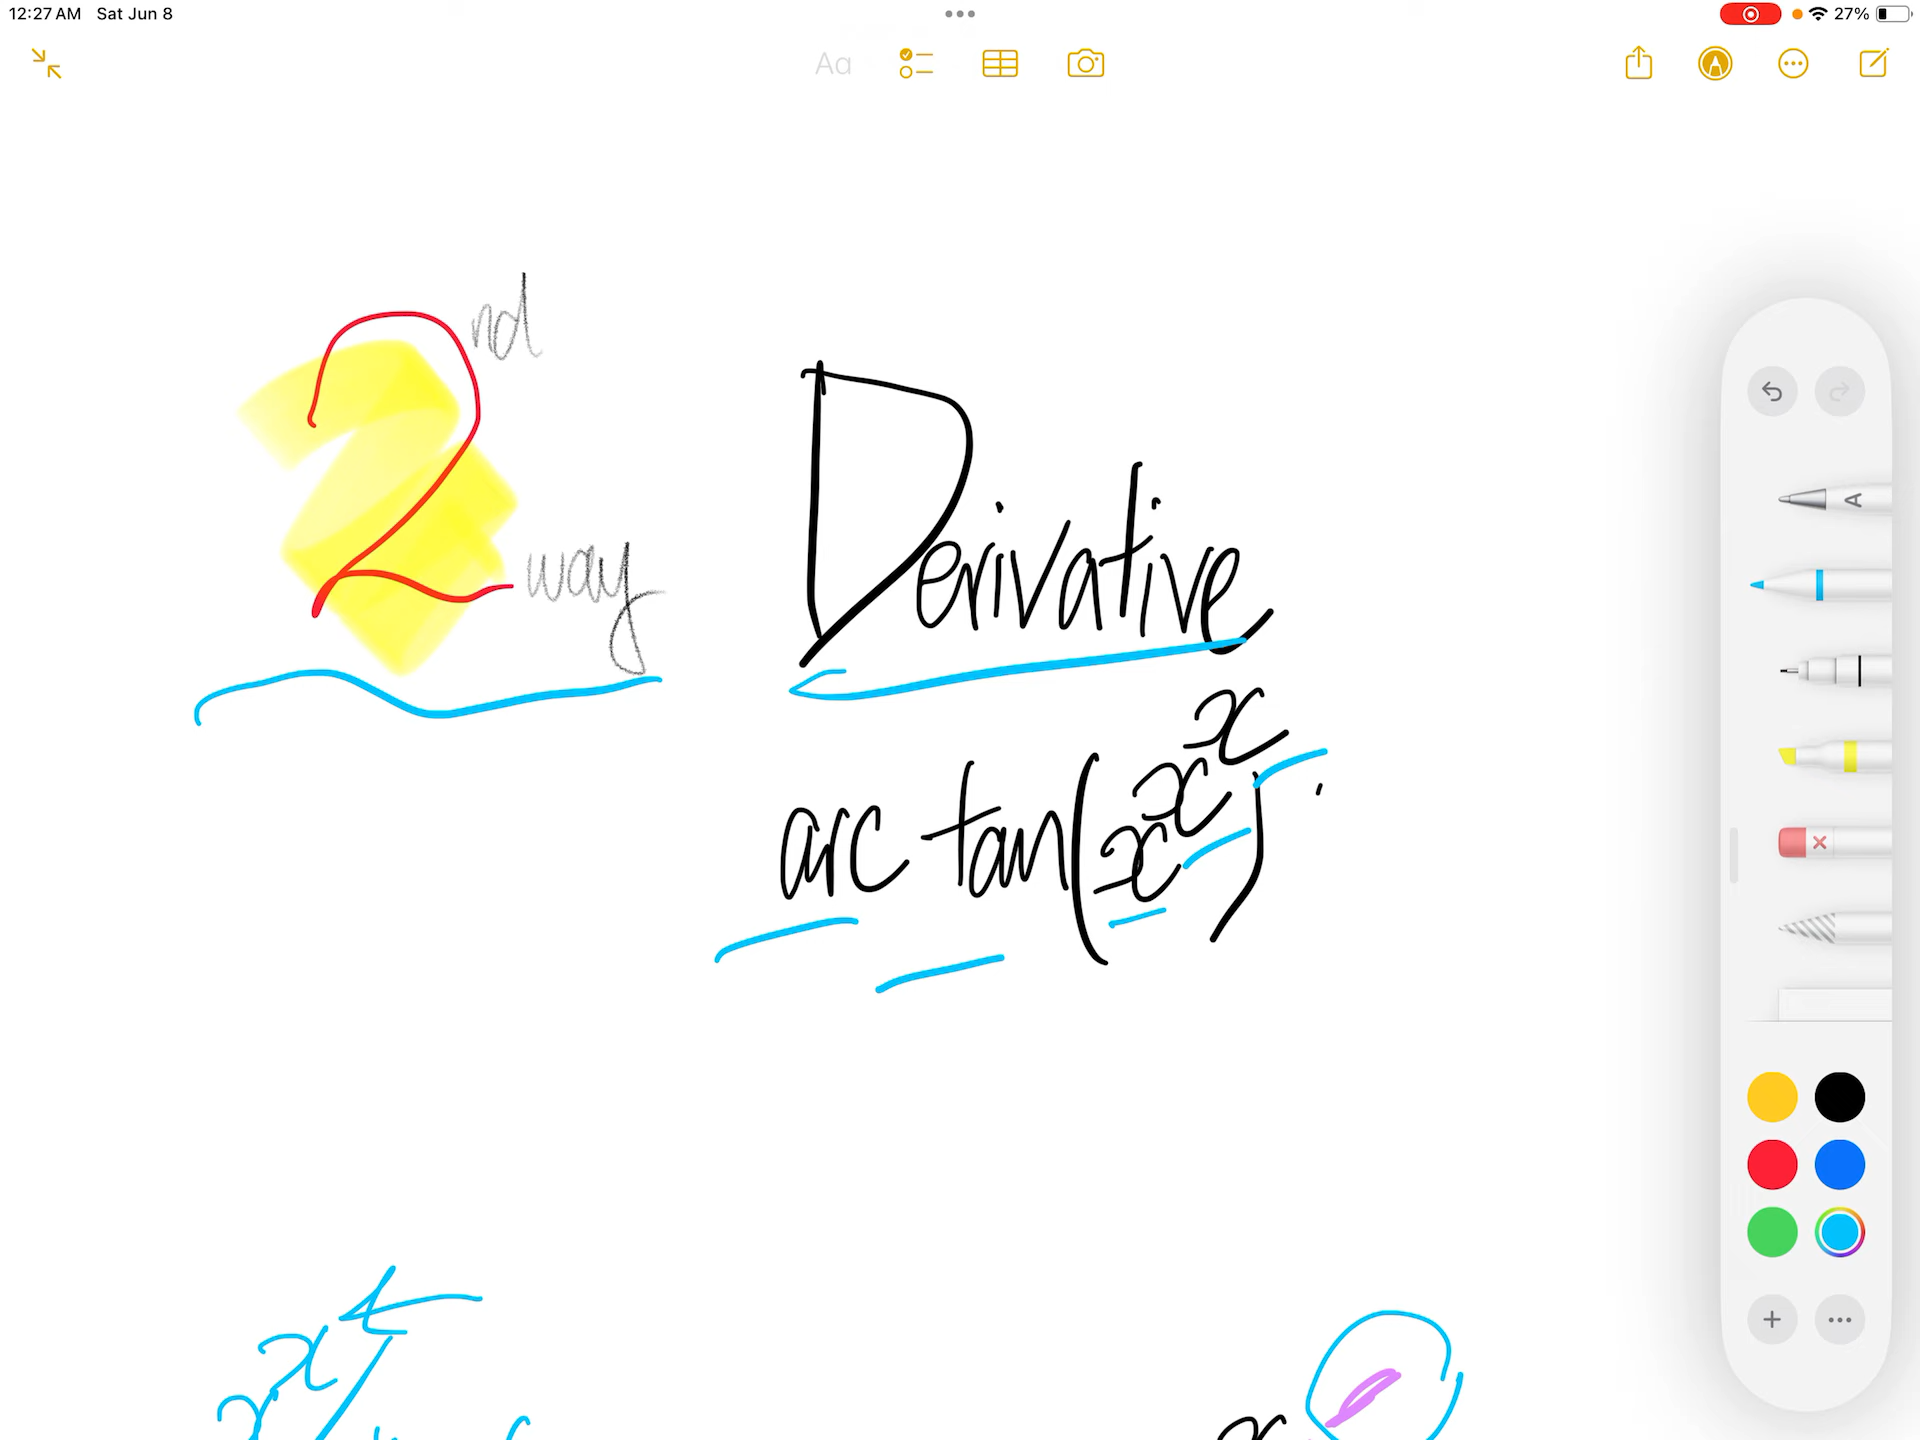 12:27 AM Sat Jun 8
27%
Aa
2nd
way
Derivative
arc tan(x^x^x).
A
x
x
x